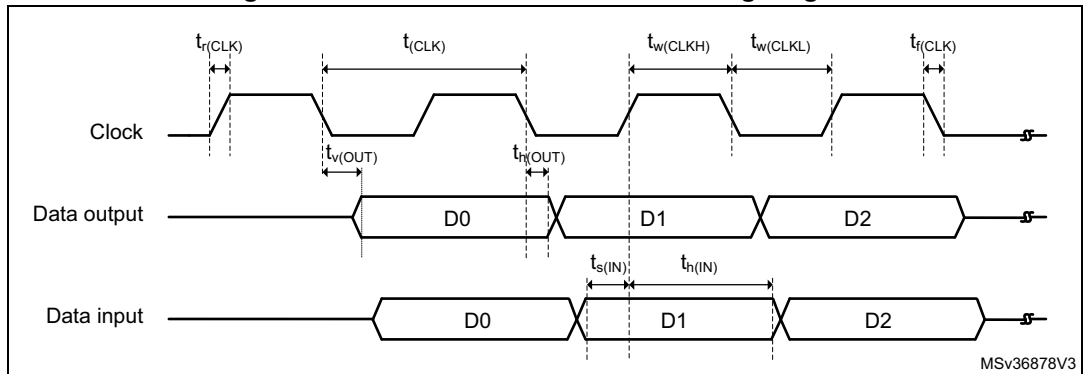 tr(CLK) t(CLK) tw(CLKH) tw(CLKL) tf(CLK)
Clock
tv(OUT) th(OUT)
Data output D0 D1 D2
ts(IN) th(IN)
Data input D0 D1 D2
MSv36878V3